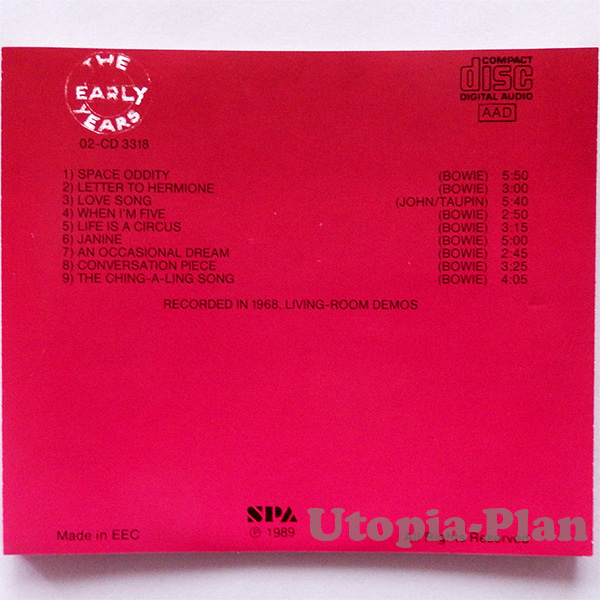 THE
EARLY
YEARS
COMPACT
disc
DIGITAL AUDIO
AAD
02-CD 3318
1) SPACE ODDITY (BOWIE) 5:50
2) LETTER TO HERMIONE (BOWIE) 3:00
3) LOVE SONG (JOHN/TAUPIN) 5:40
4) WHEN I'M FIVE (BOWIE) 2:50
5) LIFE IS A CIRCUS (BOWIE) 3:15
6) JANINE (BOWIE) 5:00
7) AN OCCASIONAL DREAM (BOWIE) 2:45
8) CONVERSATION PIECE (BOWIE) 3:25
9) THE CHING-A-LING SONG (BOWIE) 4:05
RECORDED IN 1968, LIVING-ROOM DEMOS
SPA
Utopia-Plan
Made in EEC ℗ 1989 All Rights Reserved